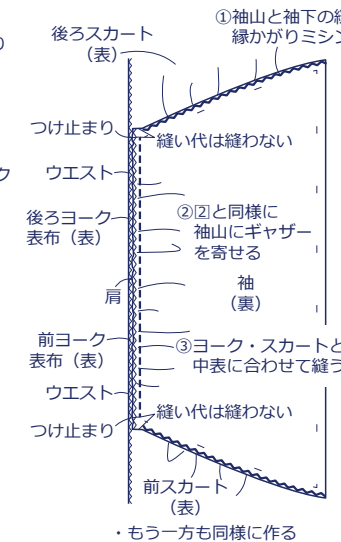 後ろスカート
（表）
①袖山と袖下の縫
縁かがりミシン
つけ止まり
縫い代は縫わない
ウエスト
ク
後ろヨーク
表布（表）
②②と同様に
袖山にギャザー
を寄せる
袖
（裏）
肩
前ヨーク
表布（表）
③ヨーク・スカートと
中表に合わせて縫う
ウエスト
縫い代は縫わない
つけ止まり
前スカート
（表）
・もう一方も同様に作る